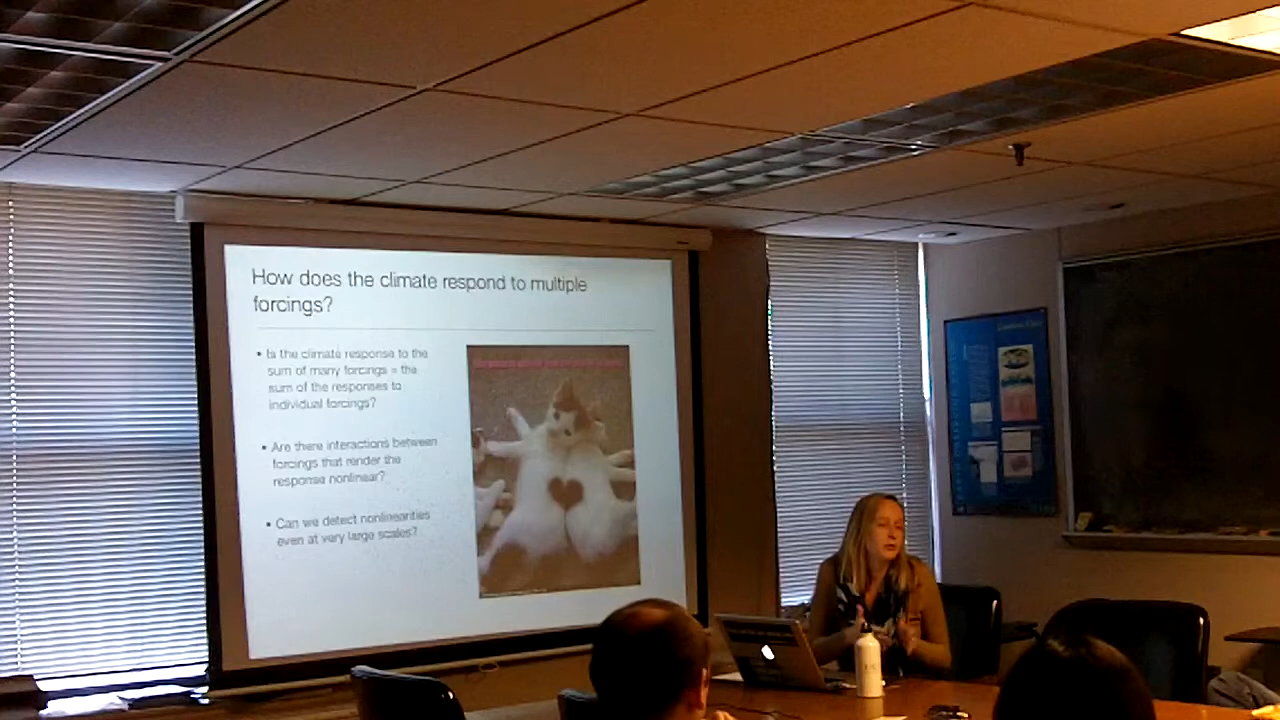 How does the climate respond to multiple
forcings?
• Is the climate response to the
sum of many forcings = the
sum of the responses to
individual forcings?
• Are there interactions between
forcings that render the
response nonlinear?
• Can we detect nonlinearities
even at very large scales?